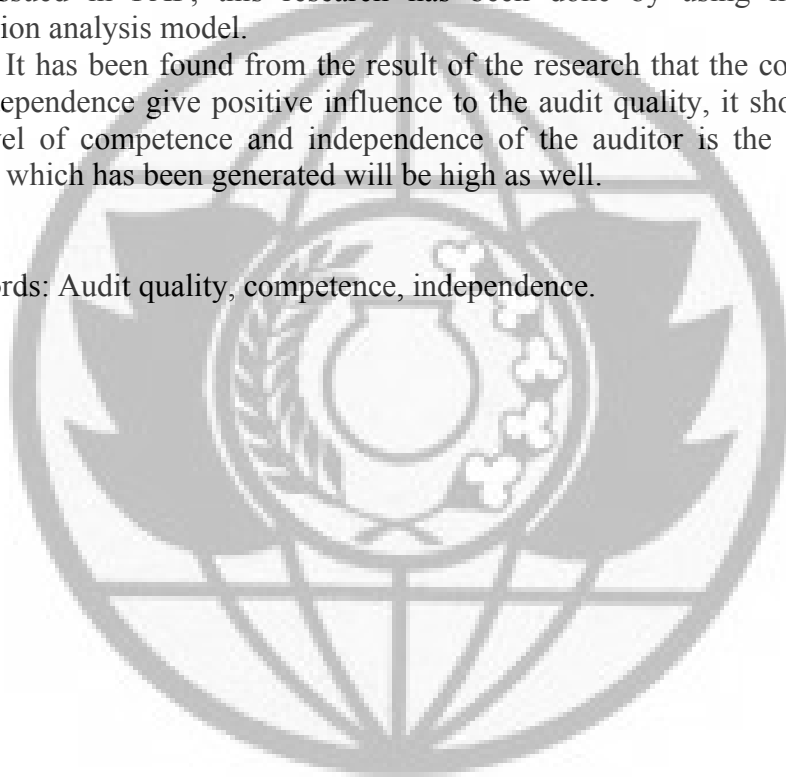 this research has been done by using
ion analysis model.
It has been found from the result of the research that the co
ependence give positive influence to the audit quality, it sho
vel of competence and independence of the auditor is the
which has been generated will be high as well.
rds: Audit quality, competence, independence.